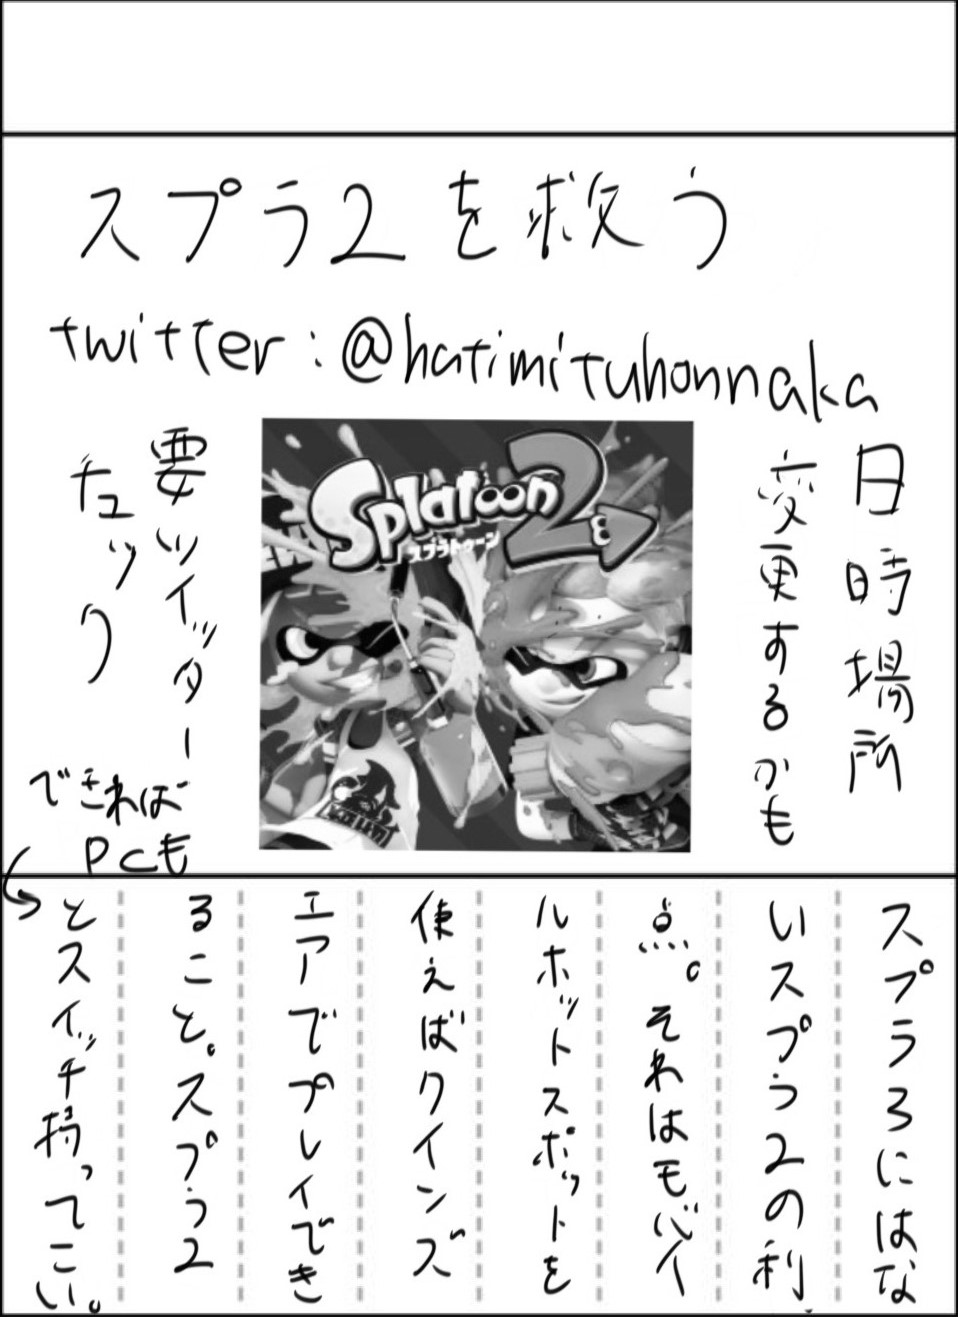 スプラ2を救う
twitter:@hatimituhonnaka
日時場所
変更するかも
Splatoon2
スプラトゥーン
要ツイッター
チェック
できれば
PCも
スプラ3にはな
いスプラ2の利
点。それはモバイ
ルホットスポットを
使えばクインズ
エアでプレイでき
ること。スプラ2
とスイッチ持ってこい。